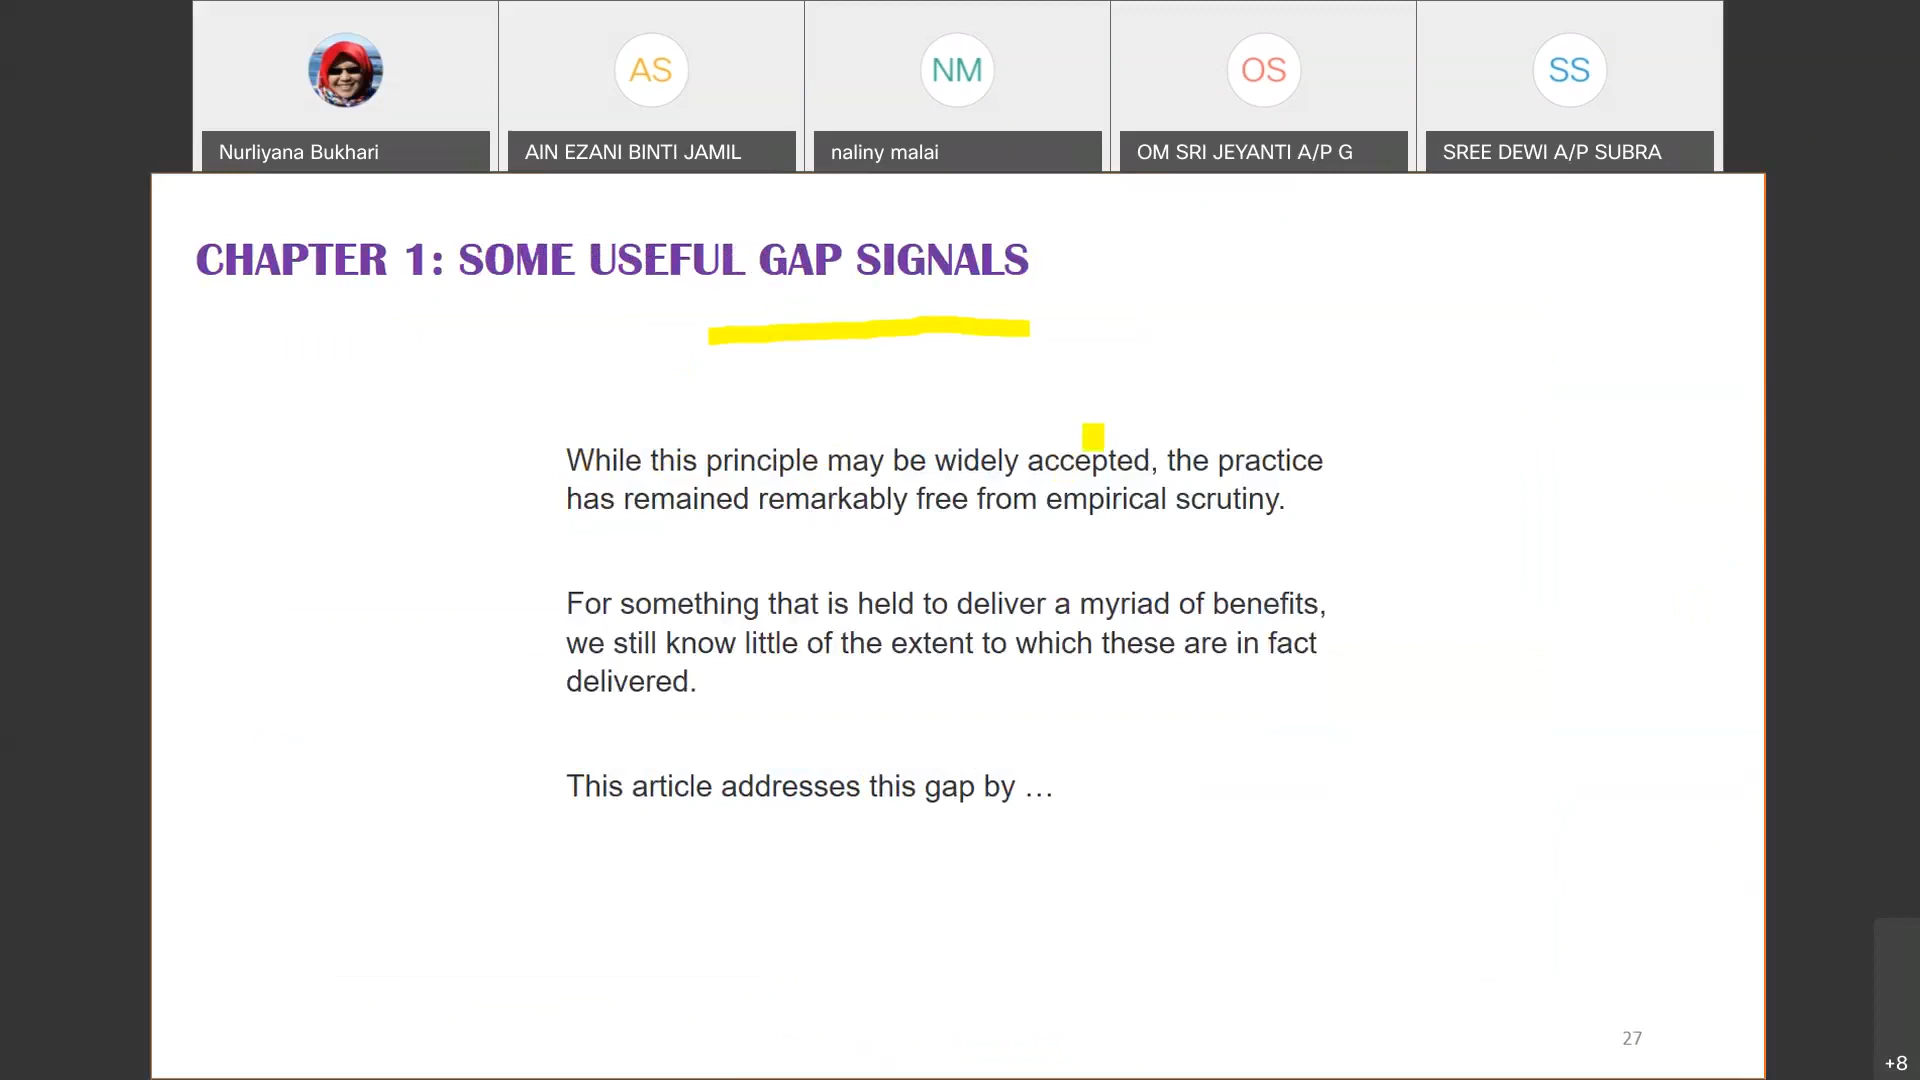 AS
NM
OS
SS
Nurliyana Bukhari
AIN EZANI BINTI JAMIL
naliny malai
OM SRI JEYANTI A/P G
SREE DEWI A/P SUBRA
CHAPTER 1: SOME USEFUL GAP SIGNALS
While this principle may be widely accepted, the practice
has remained remarkably free from empirical scrutiny.
For something that is held to deliver a myriad of benefits,
we still know little of the extent to which these are in fact
delivered.
This article addresses this gap by …
27
+8